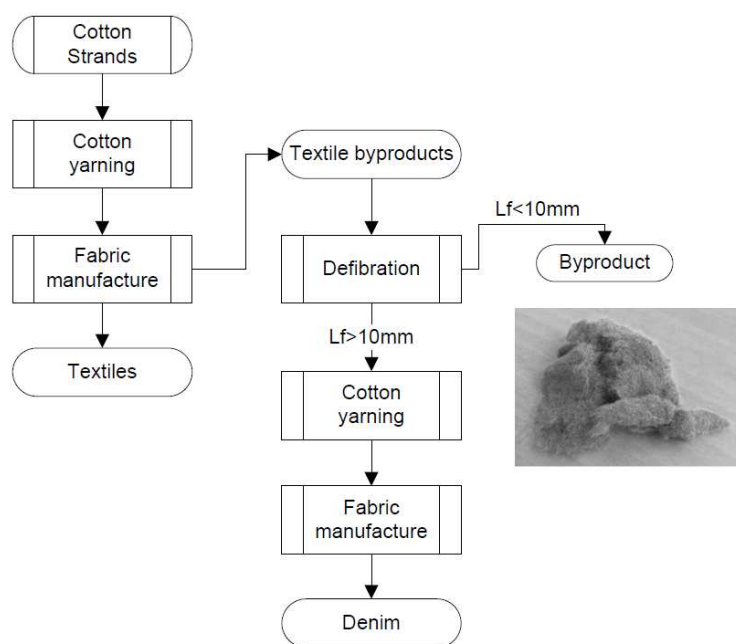 Cotton
Strands
Cotton
yarning
Fabric
manufacture
Textiles
Textile byproducts
Defibration
Lf<10mm
Byproduct
Lf>10mm
Cotton
yarning
Fabric
manufacture
Denim